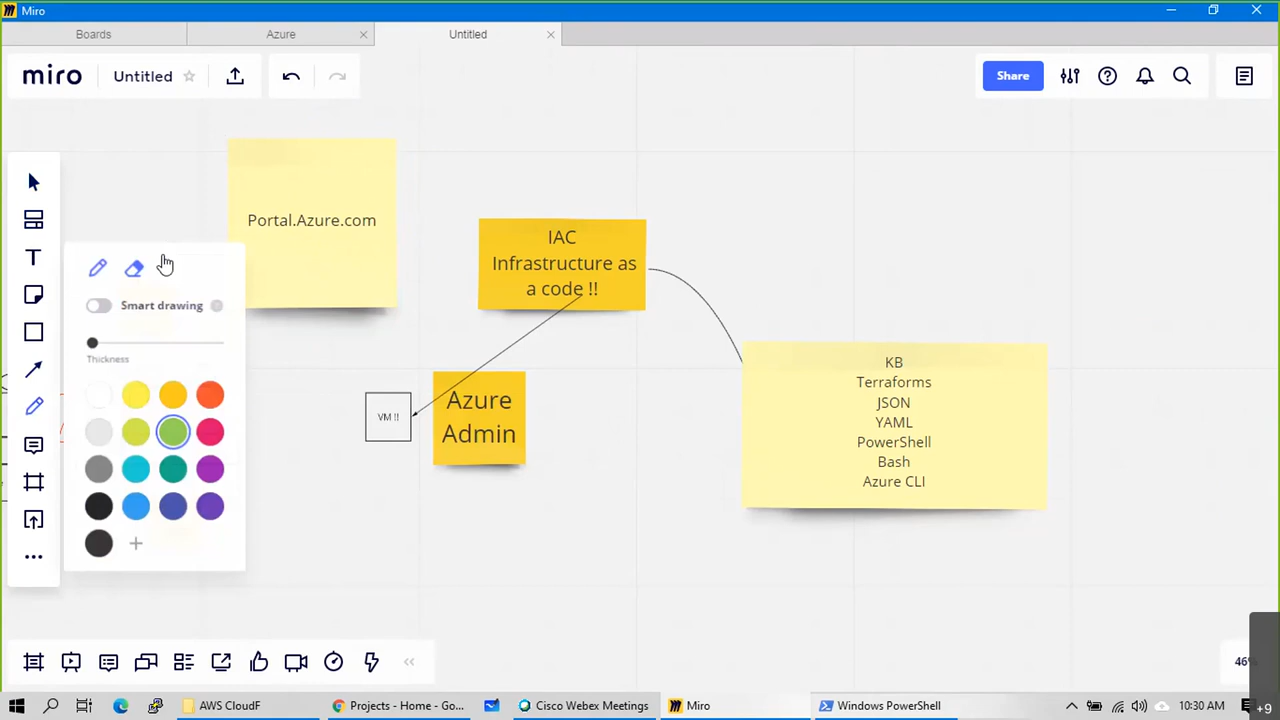 Miro
Boards
Azure
Untitled
miro
Untitled
Share
Portal.Azure.com
IAC
Infrastructure as
a code !!
Smart drawing
Thickness
VM !!
Azure
Admin
KB
Terraforms
JSON
YAML
PowerShell
Bash
Azure CLI
46%
AWS CloudF
Projects - Home - Go...
Cisco Webex Meetings
Miro
Windows PowerShell
10:30 AM
+9